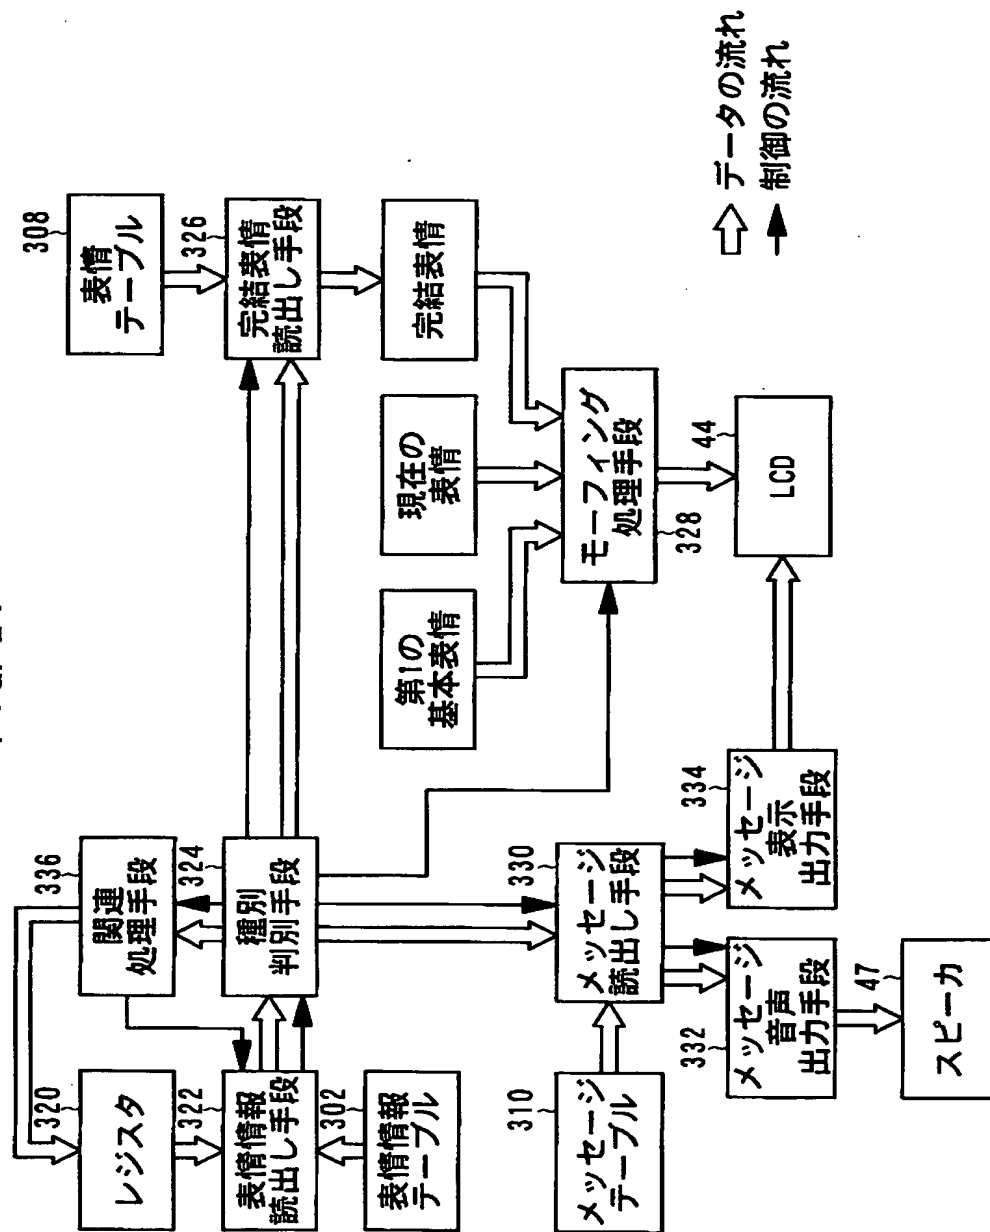 308
表情
テーブル
326
完結表情
読出し手段
完結表情
現在の
表情
第1の
基本表情
モーフィング
処理手段
328
44
LCD
データの流れ
制御の流れ
336
関連
処理手段
324
種別
判別手段
320
レジスタ
322
表情情報
読出し手段
302
表情情報
テーブル
330
メッセージ
読出し手段
310
メッセージ
テーブル
334
メッセージ
表示
出力手段
332
メッセージ
音声
出力手段
47
スピーカ